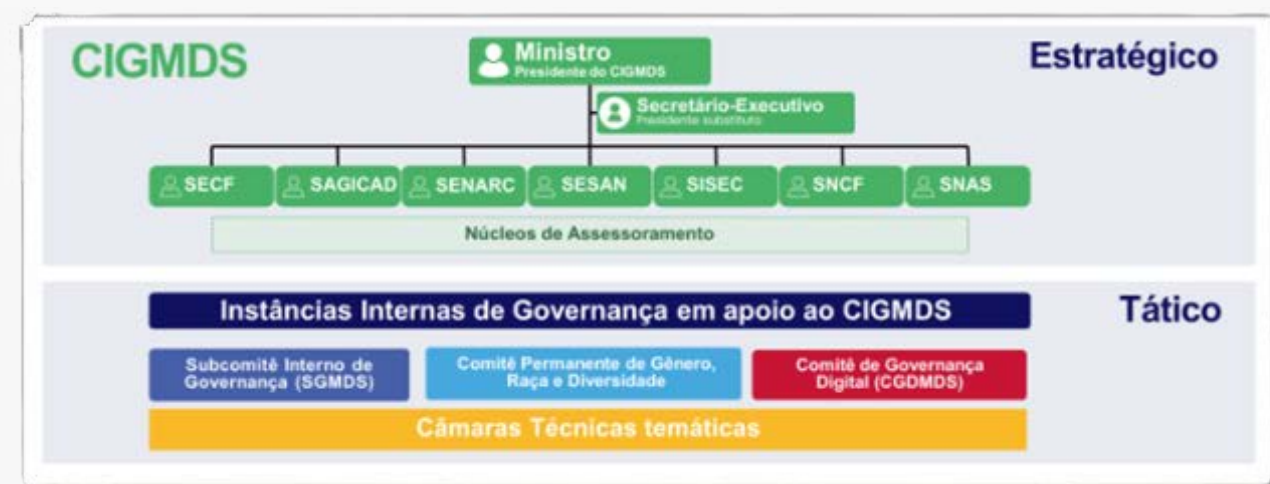 CIGMDS
Estratégico
Ministro
Presidente do CIGMDS
Secretário-Executivo
Presidente substituto
SECF
SAGICAD
SENARC
SESAN
SISEC
SNCF
SNAS
Núcleos de Assessoramento
Tático
Instâncias Internas de Governança em apoio ao CIGMDS
Subcomitê Interno de
Governança (SGMDS)
Comitê Permanente de Gênero,
Raça e Diversidade
Comitê de Governança
Digital (CGDMDS)
Câmaras Técnicas temáticas